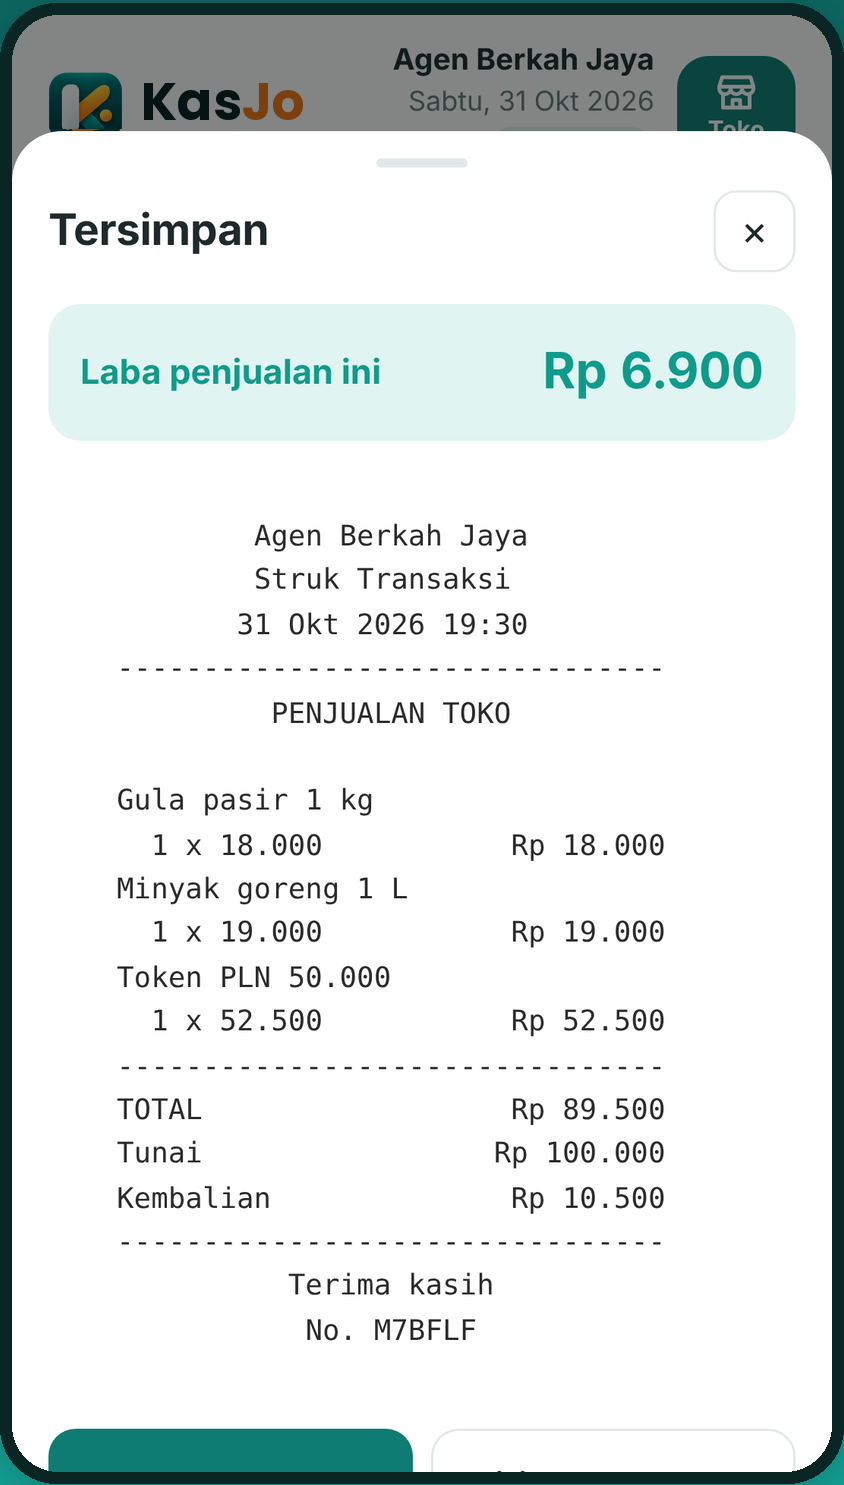 Agen Berkah Jaya
KasJo
Sabtu, 31 Okt 2026
Toko
Tersimpan
×
Laba penjualan ini
Rp 6.900
Agen Berkah Jaya
Struk Transaksi
31 Okt 2026 19:30
--------------------------------
PENJUALAN TOKO
Gula pasir 1 kg
1 x 18.000 Rp 18.000
Minyak goreng 1 L
1 x 19.000 Rp 19.000
Token PLN 50.000
1 x 52.500 Rp 52.500
--------------------------------
TOTAL Rp 89.500
Tunai Rp 100.000
Kembalian Rp 10.500
--------------------------------
Terima kasih
No. M7BFLF